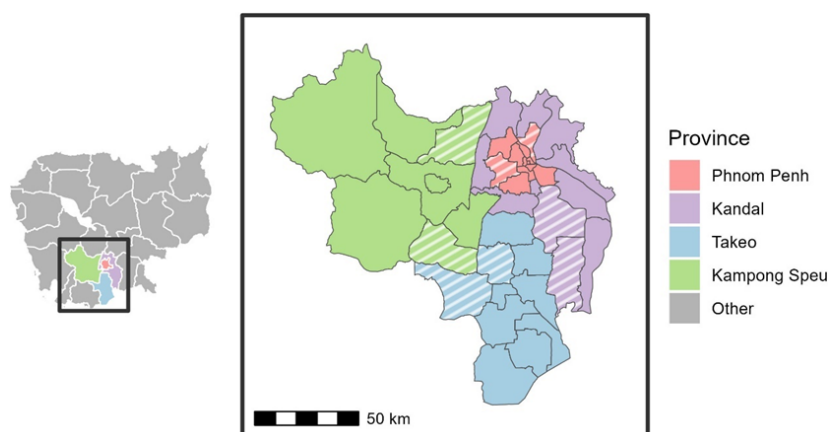 Province
Phnom Penh
Kandal
Takeo
Kampong Speu
Other
50 km